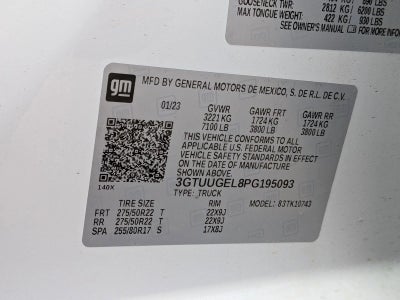 GOOSENECK TWR:
2812 KG / 6200 LBS
MAX TONGUE WEIGHT: 422 KG / 930 LBS
SEE OWNER'S MANUAL
gm
MFD BY GENERAL MOTORS DE MEXICO, S. DE R.L. DE C.V.
01/23 GVWR GAWR FRT GAWR RR
3221 KG 1724 KG 1724 KG
7100 LB 3800 LB 3800 LB
THIS VEHICLE CONFORMS TO ALL
APPLICABLE U.S. FEDERAL MOTOR
VEHICLE SAFETY STANDARDS IN EFFECT
ON THE DATE OF MANUFACTURE SHOWN ABOVE.
140X
3GTUUGEL8PG195093
TYPE: TRUCK
TIRE SIZE RIM MODEL: 83TK10743
FRT 275/50R22 T 22X9J
RR 275/50R22 T 22X9J
SPA 255/80R17 S 17X8J